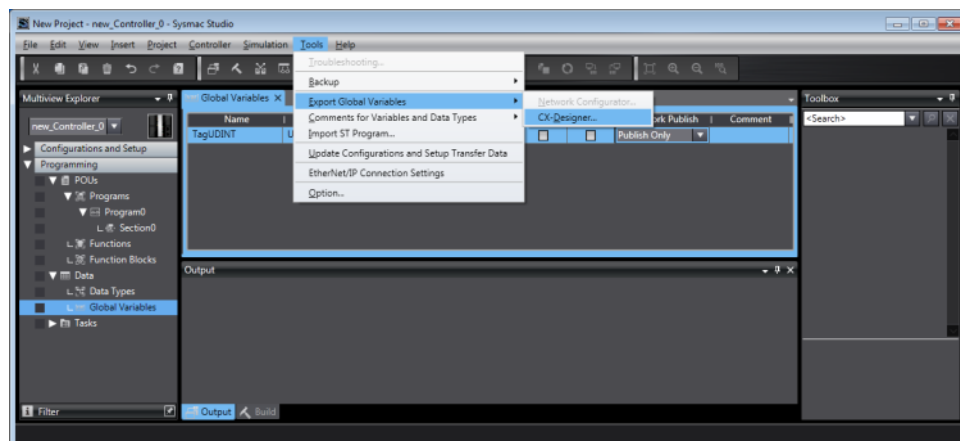 New Project - new_Controller_0 - Sysmac Studio
File Edit View Insert Project Controller Simulation Tools Help
Troubleshooting...
Backup
Export Global Variables
Comments for Variables and Data Types
Import ST Program...
Update Configurations and Setup Transfer Data
EtherNet/IP Connection Settings
Option...
Network Configurator...
CX-Designer...
Multiview Explorer
new_Controller_0
Configurations and Setup
Programming
POUs
Programs
Program0
Section0
Functions
Function Blocks
Data
Data Types
Global Variables
Tasks
Filter
Global Variables
Name Publish Comment
TagUDINT U Publish Only
Output
Output Build
Toolbox
<Search>